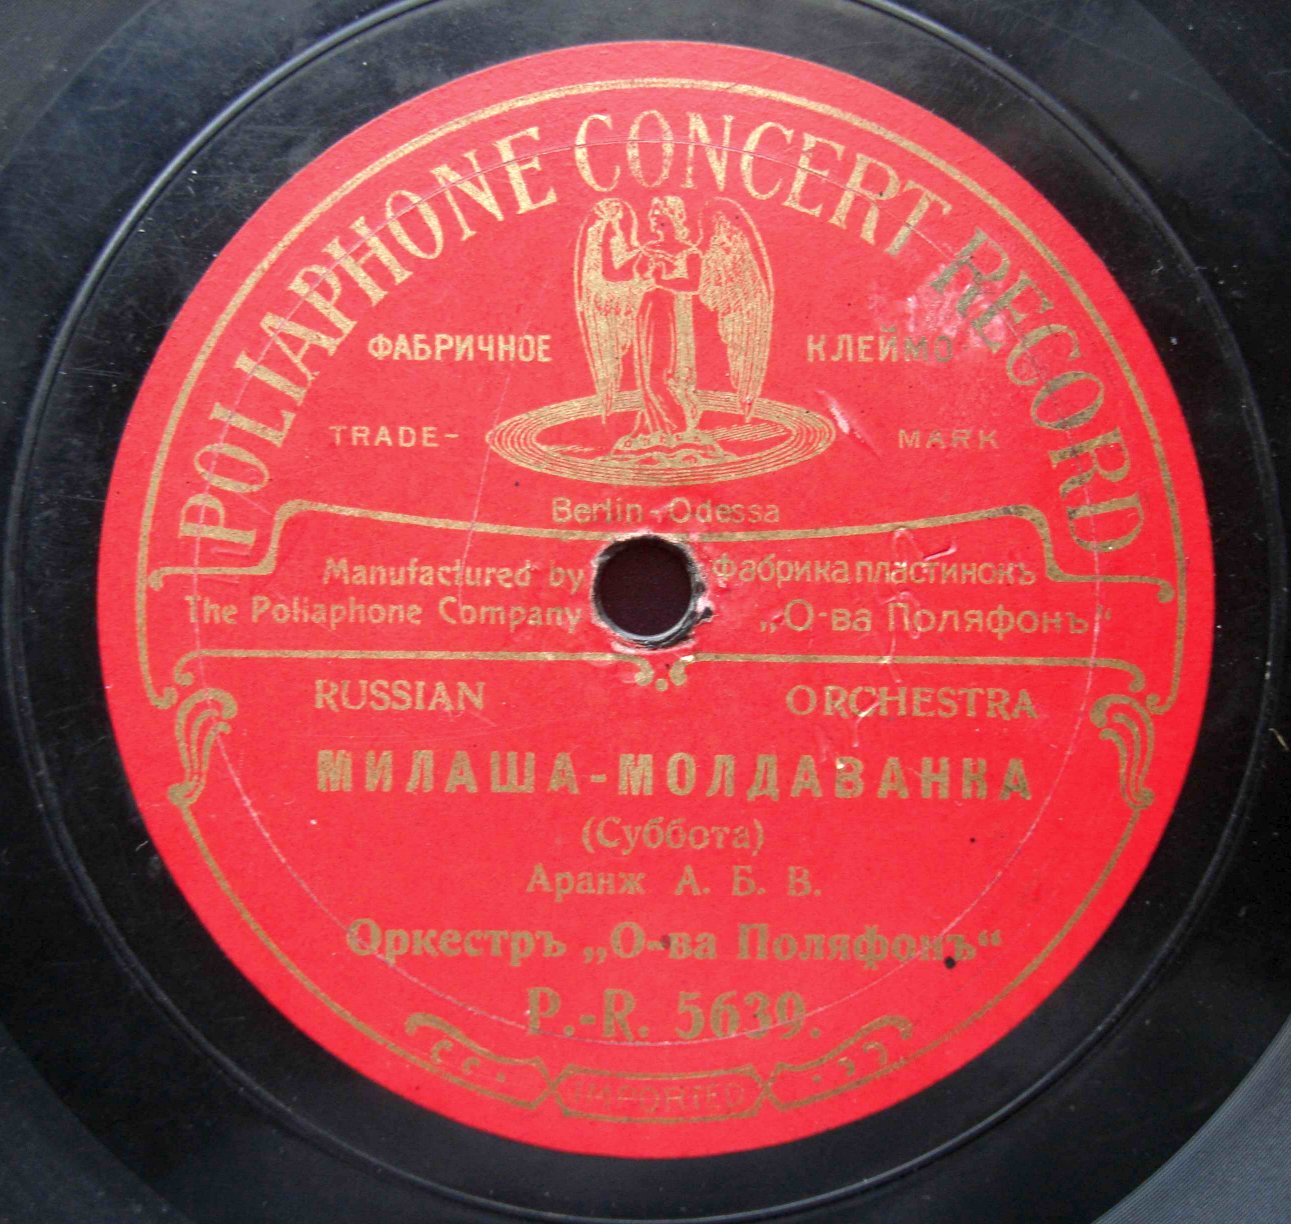 POLIAPHONE CONCERT RECORD
ФАБРИЧНОЕ КЛЕЙМО
TRADE- MARK
Berlin-Odessa
Manufactured by Фабрика пластинокъ
The Poliaphone Company „О-ва Поляфонъ“
RUSSIAN ORCHESTRA
МИЛАША-МОЛДАВАНКА
(Суббота)
Аранж А. Б. В.
Оркестръ „О-ва Поляфонъ“
P.-R. 5639.
IMPORTED